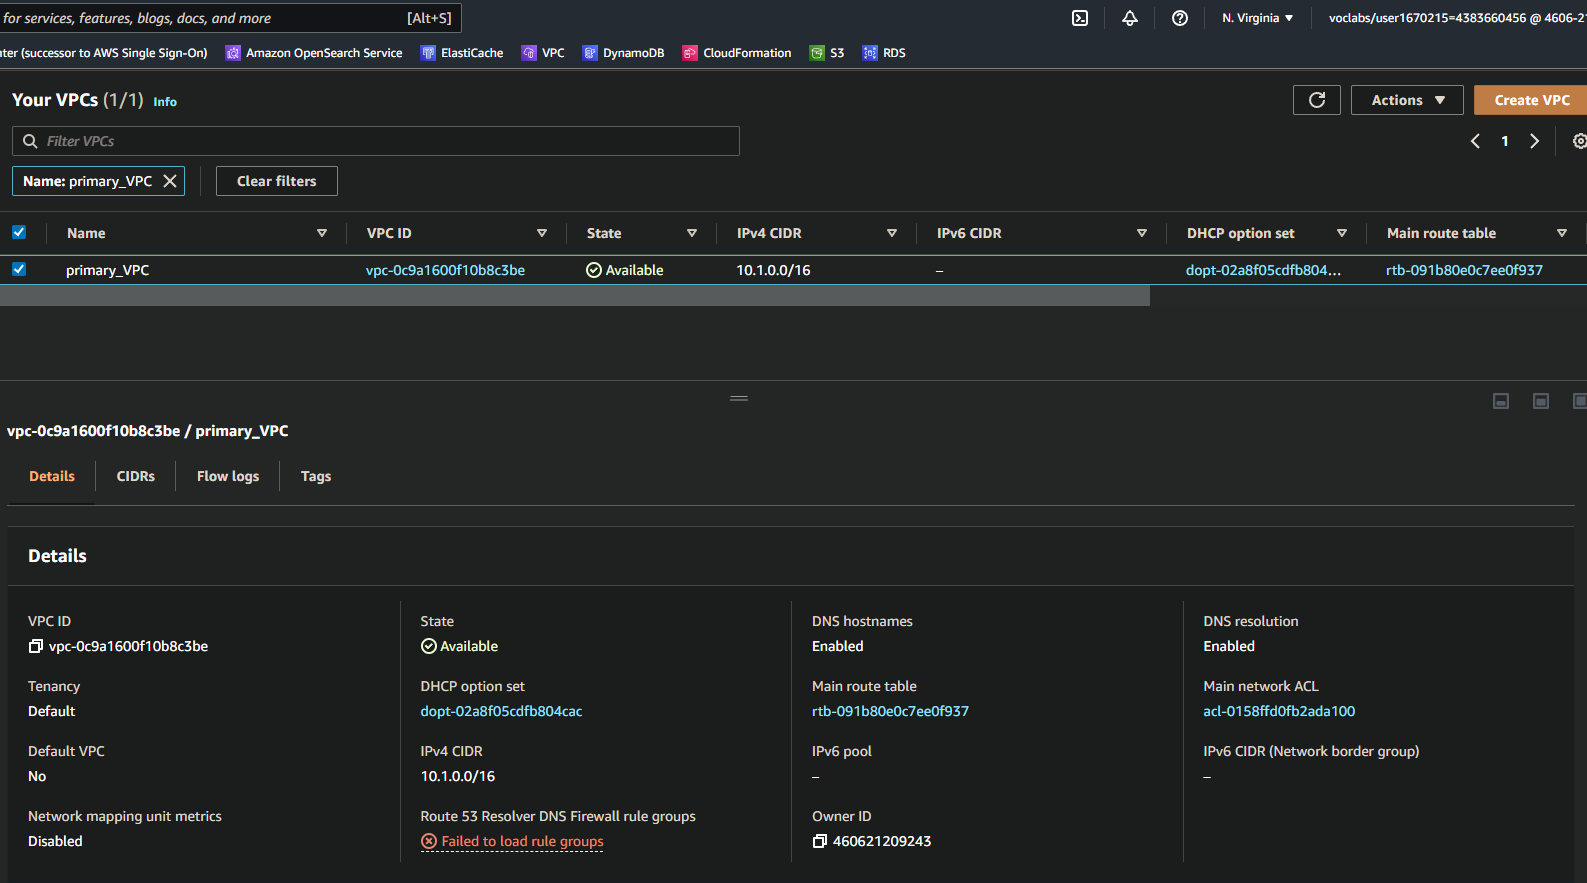 for services, features, blogs, docs, and more [Alt+S] N. Virginia ▼ voclabs/user1670215=4383660456 @ 4606-21
nter (successor to AWS Single Sign-On) Amazon OpenSearch Service ElastiCache VPC DynamoDB CloudFormation S3 RDS
Your VPCs (1/1) Info Actions ▼ Create VPC
Filter VPCs 1
Name: primary_VPC Clear filters
Name VPC ID State IPv4 CIDR IPv6 CIDR DHCP option set Main route table
primary_VPC vpc-0c9a1600f10b8c3be Available 10.1.0.0/16 – dopt-02a8f05cdfb804... rtb-091b80e0c7ee0f937
vpc-0c9a1600f10b8c3be / primary_VPC
Details CIDRs Flow logs Tags
Details
VPC ID State DNS hostnames DNS resolution
vpc-0c9a1600f10b8c3be Available Enabled Enabled
Tenancy DHCP option set Main route table Main network ACL
Default dopt-02a8f05cdfb804cac rtb-091b80e0c7ee0f937 acl-0158ffd0fb2ada100
Default VPC IPv4 CIDR IPv6 pool IPv6 CIDR (Network border group)
No 10.1.0.0/16 – –
Network mapping unit metrics Route 53 Resolver DNS Firewall rule groups Owner ID
Disabled Failed to load rule groups 460621209243